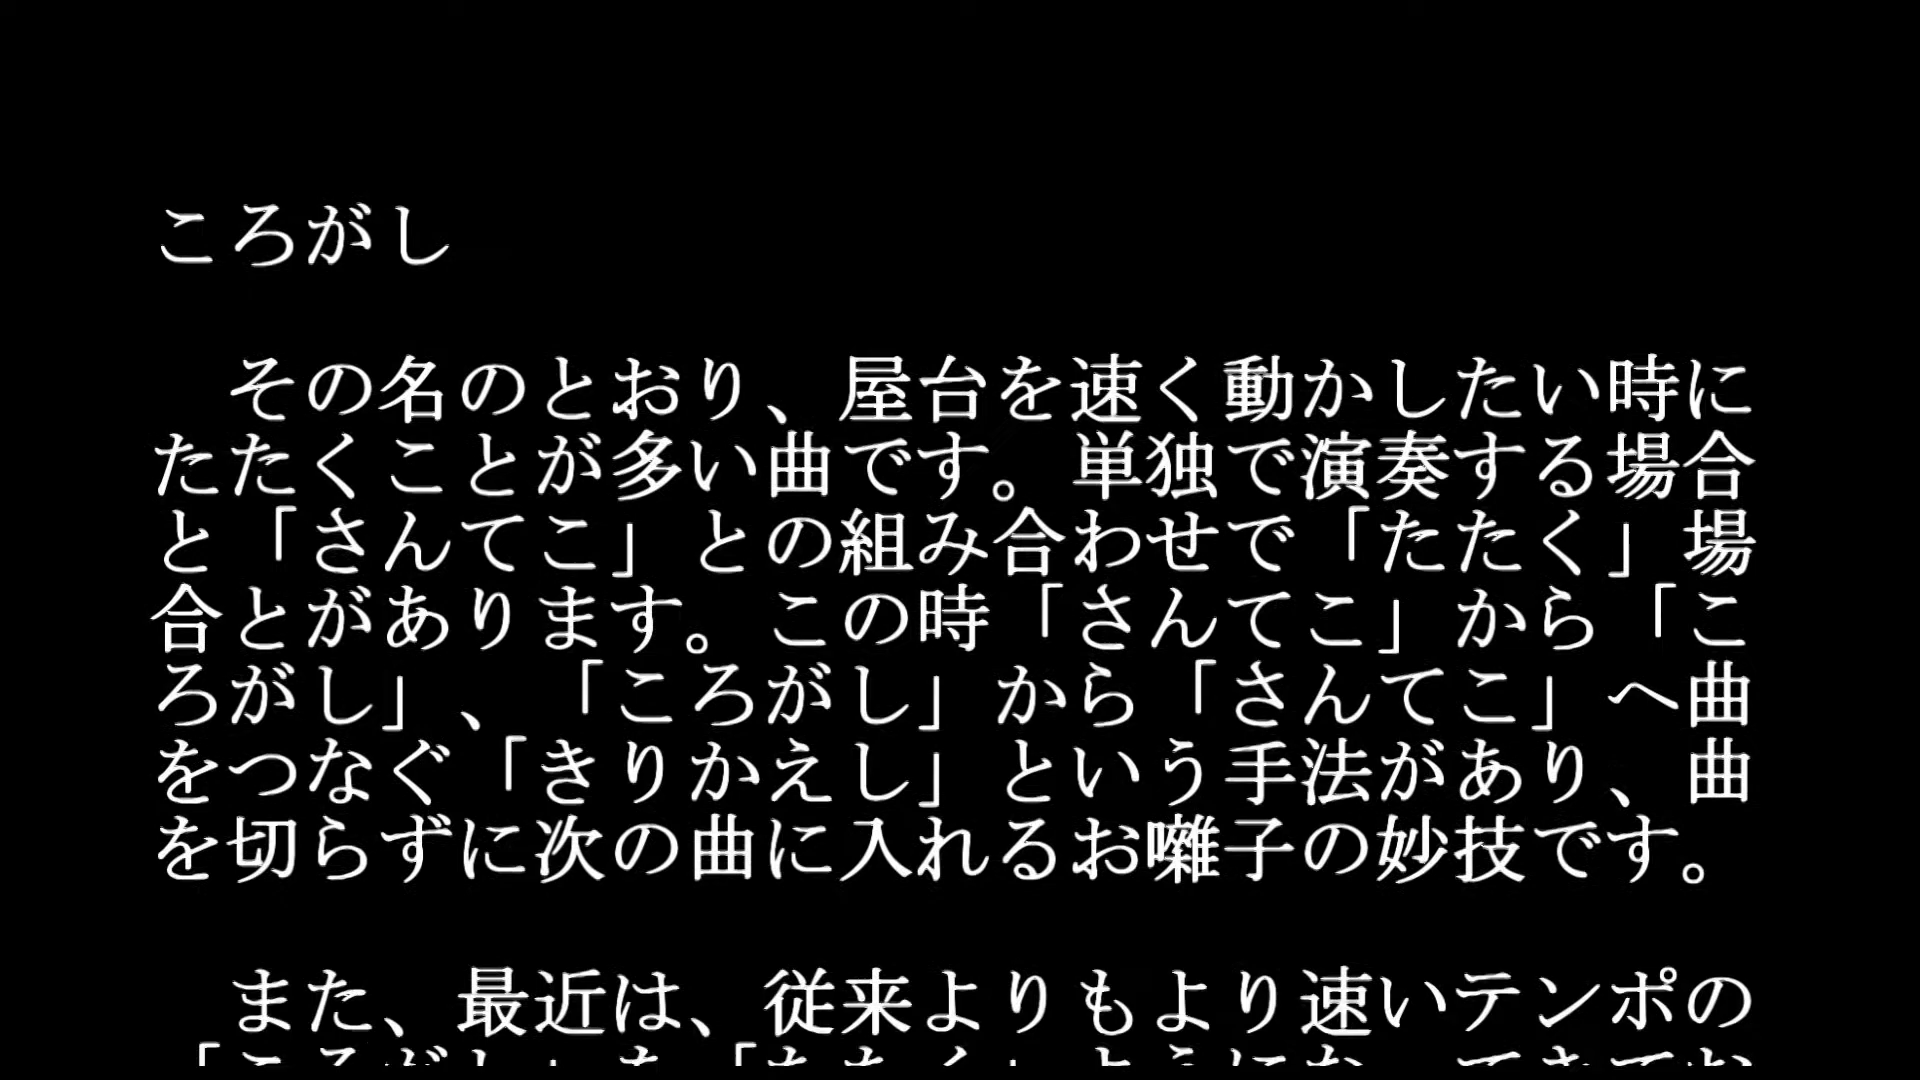 ころがし
その名のとおり、屋台を速く動かしたい時に
たたくことが多い曲です。単独で演奏する場合
と「さんてこ」との組み合わせで「たたく」場
合とがあります。この時「さんてこ」から「こ
ろがし」、「ころがし」から「さんてこ」へ曲
をつなぐ「きりかえし」という手法があり、曲
を切らずに次の曲に入れるお囃子の妙技です。
また、最近は、従来よりもより速いテンポの